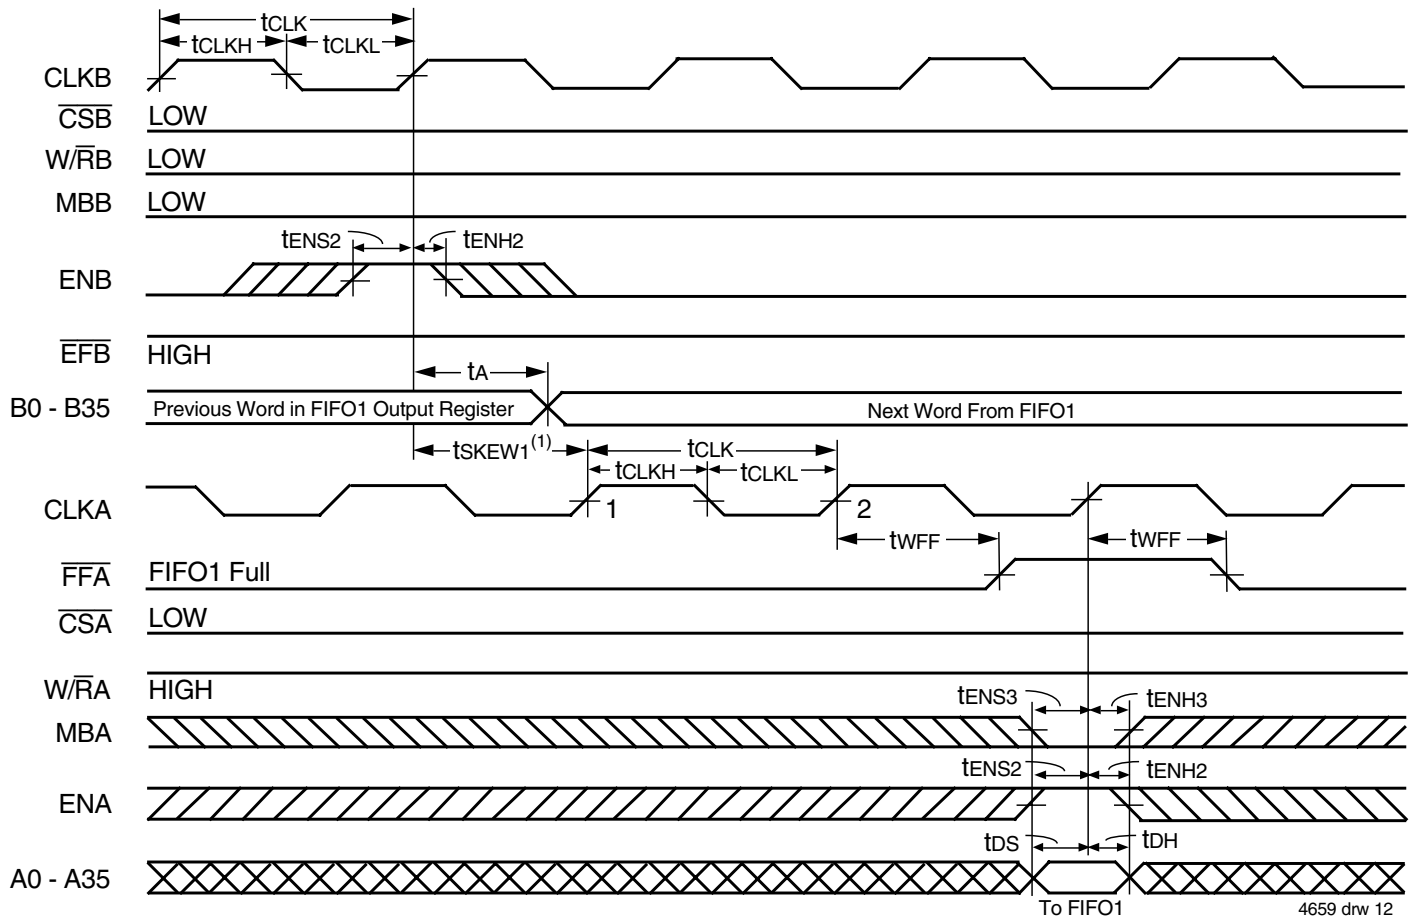 tCLK
tCLKH
tCLKL
CLKB
CSB LOW
W/RB LOW
MBB LOW
tENS2
tENH2
ENB
EFB HIGH
tA
B0 - B35 Previous Word in FIFO1 Output Register Next Word From FIFO1
tSKEW1(1)
tCLK
tCLKH
tCLKL
CLKA 1 2
tWFF
tWFF
FFA FIFO1 Full
CSA LOW
W/RA HIGH
tENS3
tENH3
MBA
tENS2
tENH2
ENA
tDS
tDH
A0 - A35
To FIFO1
4659 drw 12